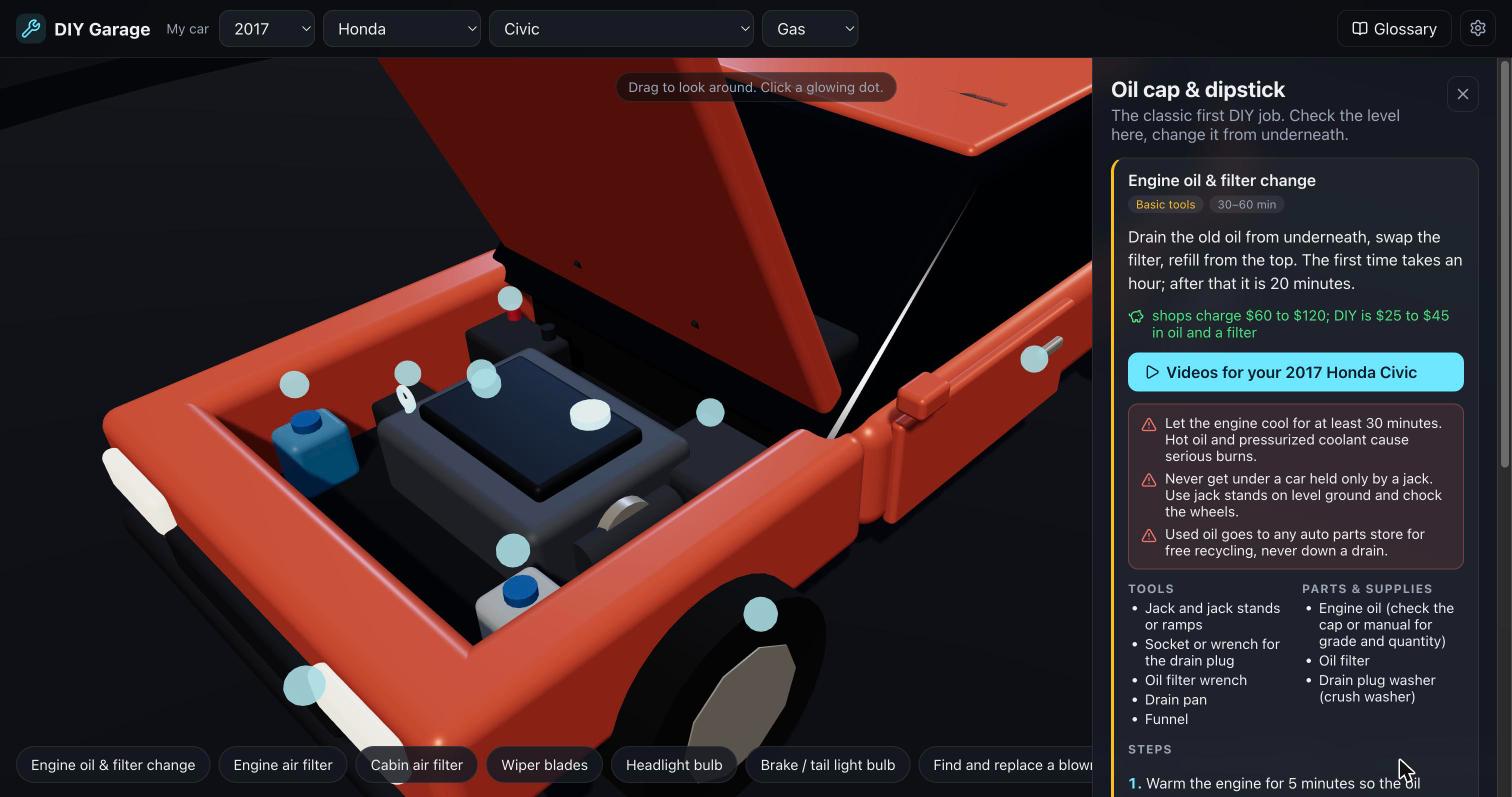 DIY Garage My car 2017 Honda Civic Gas Glossary
Drag to look around. Click a glowing dot.
Oil cap & dipstick
The classic first DIY job. Check the level
here, change it from underneath.
Engine oil & filter change
Basic tools 30–60 min
Drain the old oil from underneath, swap the
filter, refill from the top. The first time takes an
hour; after that it is 20 minutes.
shops charge $60 to $120; DIY is $25 to $45
in oil and a filter
Videos for your 2017 Honda Civic
Let the engine cool for at least 30 minutes.
Hot oil and pressurized coolant cause
serious burns.
Never get under a car held only by a jack.
Use jack stands on level ground and chock
the wheels.
Used oil goes to any auto parts store for
free recycling, never down a drain.
TOOLS
Jack and jack stands
or ramps
Socket or wrench for
the drain plug
Oil filter wrench
Drain pan
Funnel
PARTS & SUPPLIES
Engine oil (check the
cap or manual for
grade and quantity)
Oil filter
Drain plug washer
(crush washer)
STEPS
1. Warm the engine for 5 minutes so the oil
Engine oil & filter change Engine air filter Cabin air filter Wiper blades Headlight bulb Brake / tail light bulb Find and replace a blown